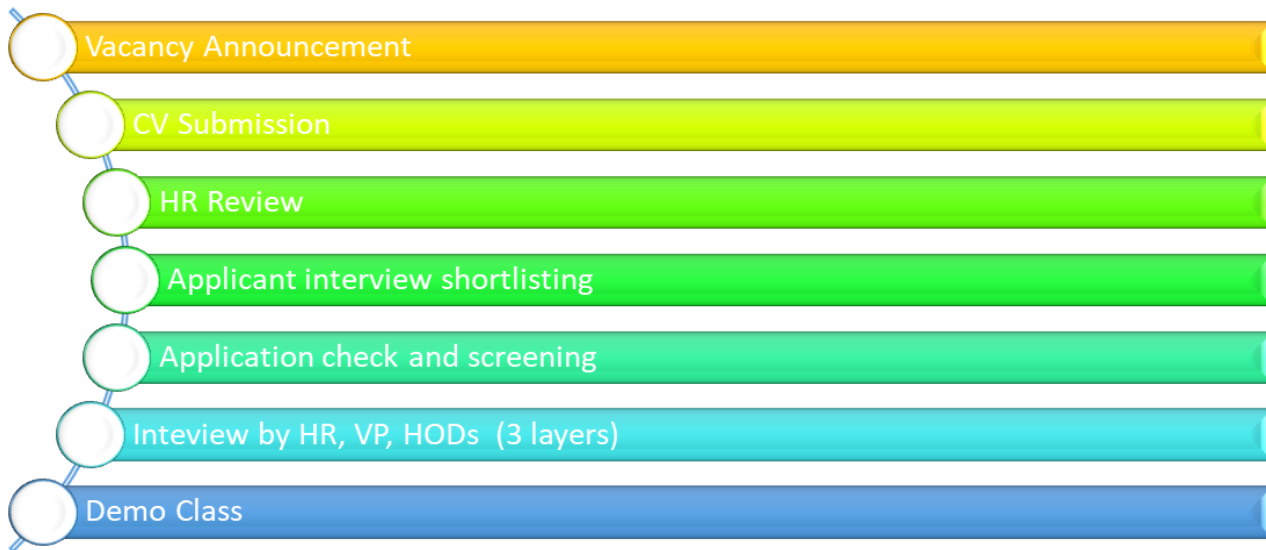 Vacancy Announcement
CV Submission
HR Review
Applicant interview shortlisting
Application check and screening
Inteview by HR, VP, HODs  (3 layers)
Demo Class